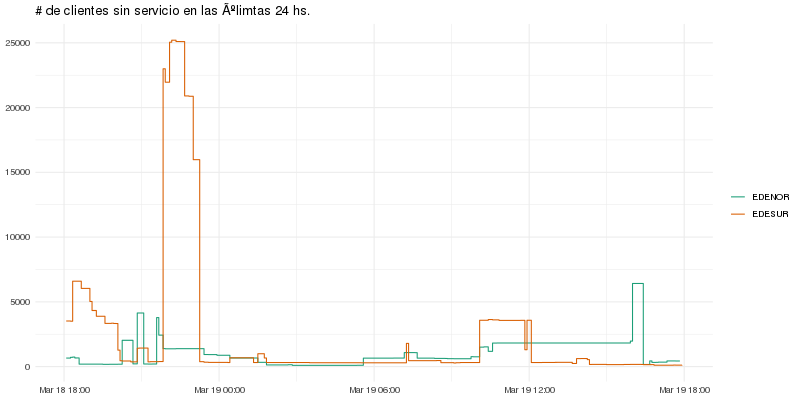 # de clientes sin servicio en las Ãºlimtas 24 hs.
25000
20000
15000
10000
5000
0
Mar 18 18:00
Mar 19 00:00
Mar 19 06:00
Mar 19 12:00
Mar 19 18:00
EDENOR
EDESUR